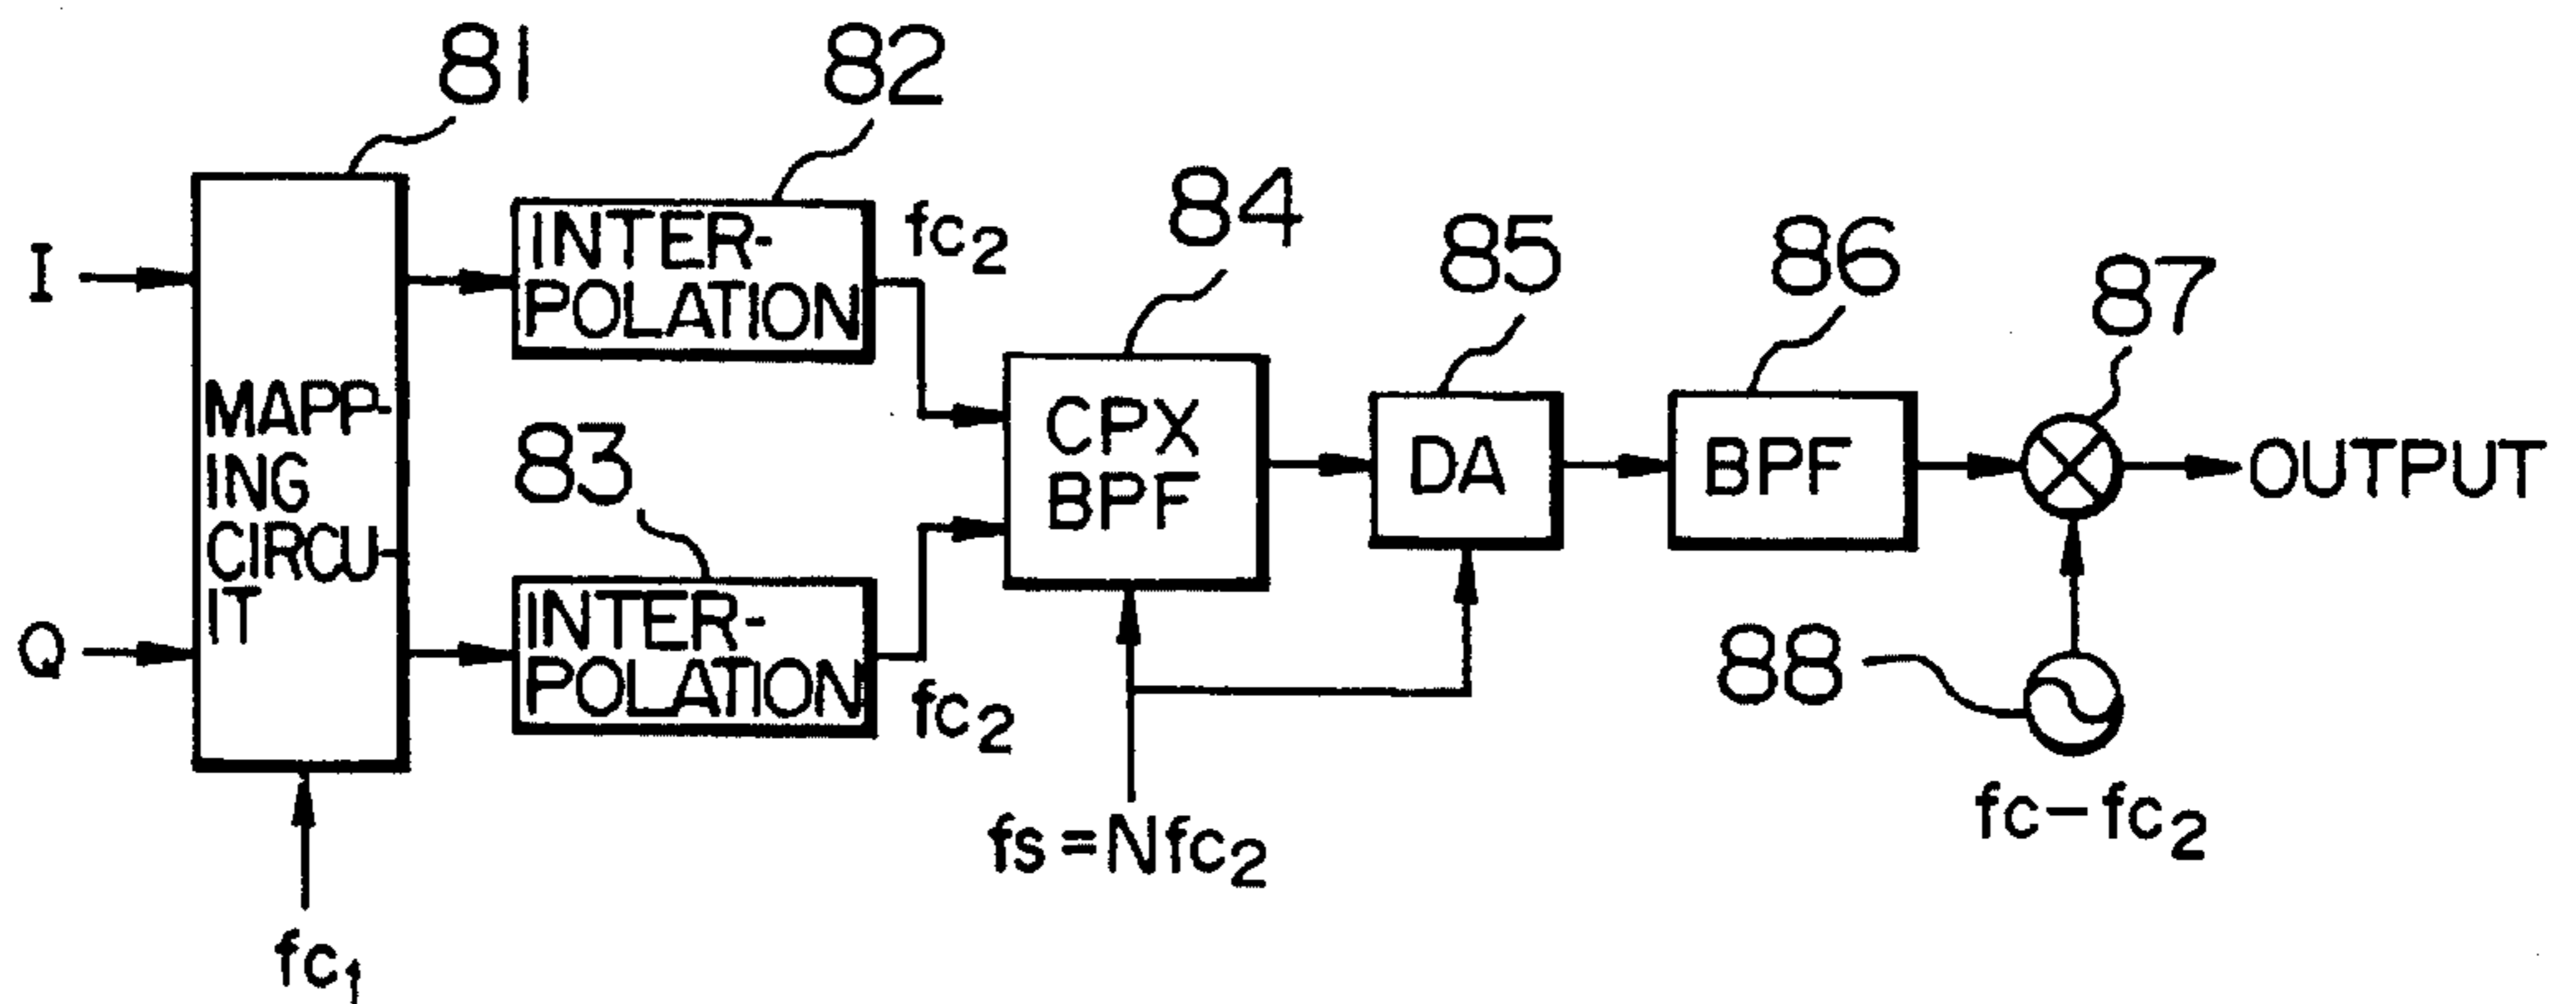 81
82
I
INTER-
POLATION
fc2
84
85
86
87
MAPP-
ING
CIRCU-
IT
83
CPX
BPF
DA
BPF
OUTPUT
Q
INTER-
POLATION
fc2
88
fs=Nfc2
fc-fc2
fc1